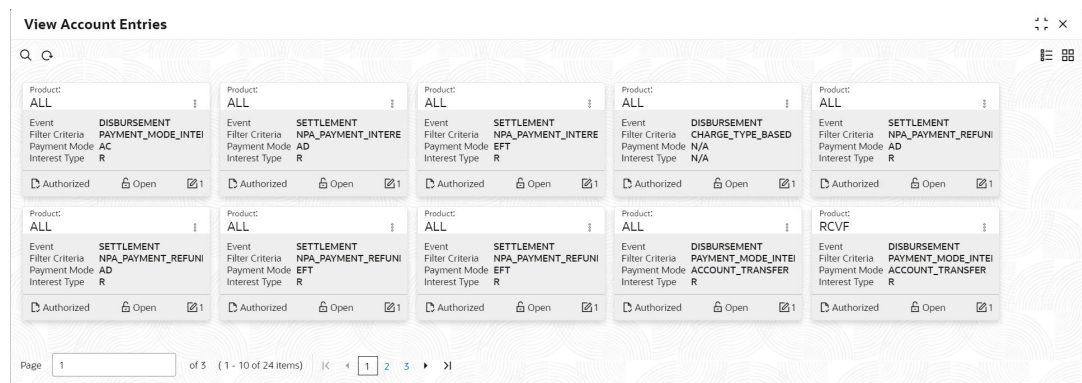 View Account Entries
Product:
ALL
Event DISBURSEMENT
Filter Criteria PAYMENT_MODE_INTEI
Payment Mode AC
Interest Type R
Authorized Open 1
Product:
ALL
Event SETTLEMENT
Filter Criteria NPA_PAYMENT_INTERE
Payment Mode AD
Interest Type R
Authorized Open 1
Product:
ALL
Event SETTLEMENT
Filter Criteria NPA_PAYMENT_INTERE
Payment Mode EFT
Interest Type R
Authorized Open 1
Product:
ALL
Event DISBURSEMENT
Filter Criteria CHARGE_TYPE_BASED
Payment Mode N/A
Interest Type N/A
Authorized Open 1
Product:
ALL
Event SETTLEMENT
Filter Criteria NPA_PAYMENT_REFUNI
Payment Mode AD
Interest Type R
Authorized Open 1
Product:
ALL
Event SETTLEMENT
Filter Criteria NPA_PAYMENT_REFUNI
Payment Mode AD
Interest Type R
Authorized Open 1
Product:
ALL
Event SETTLEMENT
Filter Criteria NPA_PAYMENT_REFUNI
Payment Mode EFT
Interest Type R
Authorized Open 1
Product:
ALL
Event SETTLEMENT
Filter Criteria NPA_PAYMENT_REFUNI
Payment Mode EFT
Interest Type R
Authorized Open 1
Product:
ALL
Event DISBURSEMENT
Filter Criteria PAYMENT_MODE_INTEI
Payment Mode ACCOUNT_TRANSFER
Interest Type R
Authorized Open 1
Product:
RCVF
Event DISBURSEMENT
Filter Criteria PAYMENT_MODE_INTEI
Payment Mode ACCOUNT_TRANSFER
Interest Type R
Authorized Open 1
Page 1 of 3 ( 1 - 10 of 24 items) 1 2 3